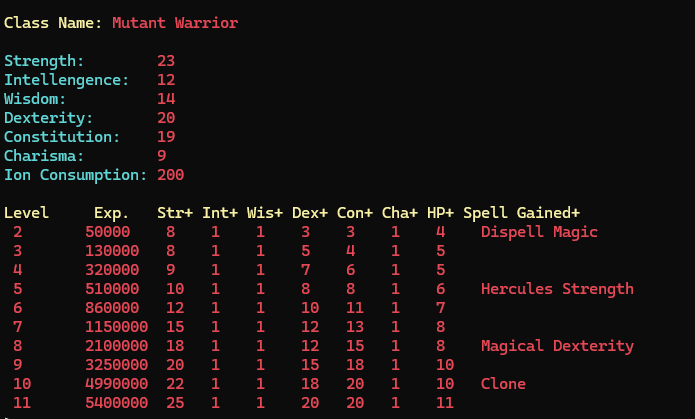 Class Name: Mutant Warrior
Strength: 23
Intellengence: 12
Wisdom: 14
Dexterity: 20
Constitution: 19
Charisma: 9
Ion Consumption: 200
Level Exp. Str+ Int+ Wis+ Dex+ Con+ Cha+ HP+ Spell Gained+
2 50000 8 1 1 3 3 1 4 Dispell Magic
3 130000 8 1 1 5 4 1 5
4 320000 9 1 1 7 6 1 5
5 510000 10 1 1 8 8 1 6 Hercules Strength
6 860000 12 1 1 10 11 1 7
7 1150000 15 1 1 12 13 1 8
8 2100000 18 1 1 12 15 1 8 Magical Dexterity
9 3250000 20 1 1 15 18 1 10
10 4990000 22 1 1 18 20 1 10 Clone
11 5400000 25 1 1 20 20 1 11